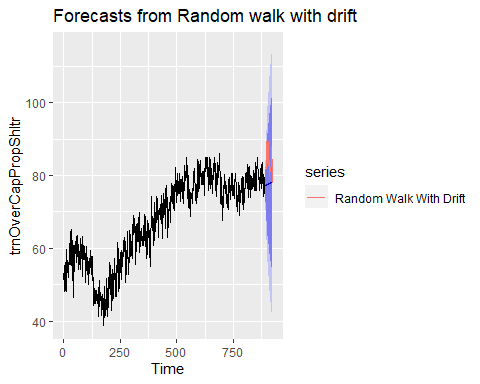 Forecasts from Random walk with drift
trnOverCapPropShltr
100
80
60
40
0
250
500
750
Time
series
Random Walk With Drift